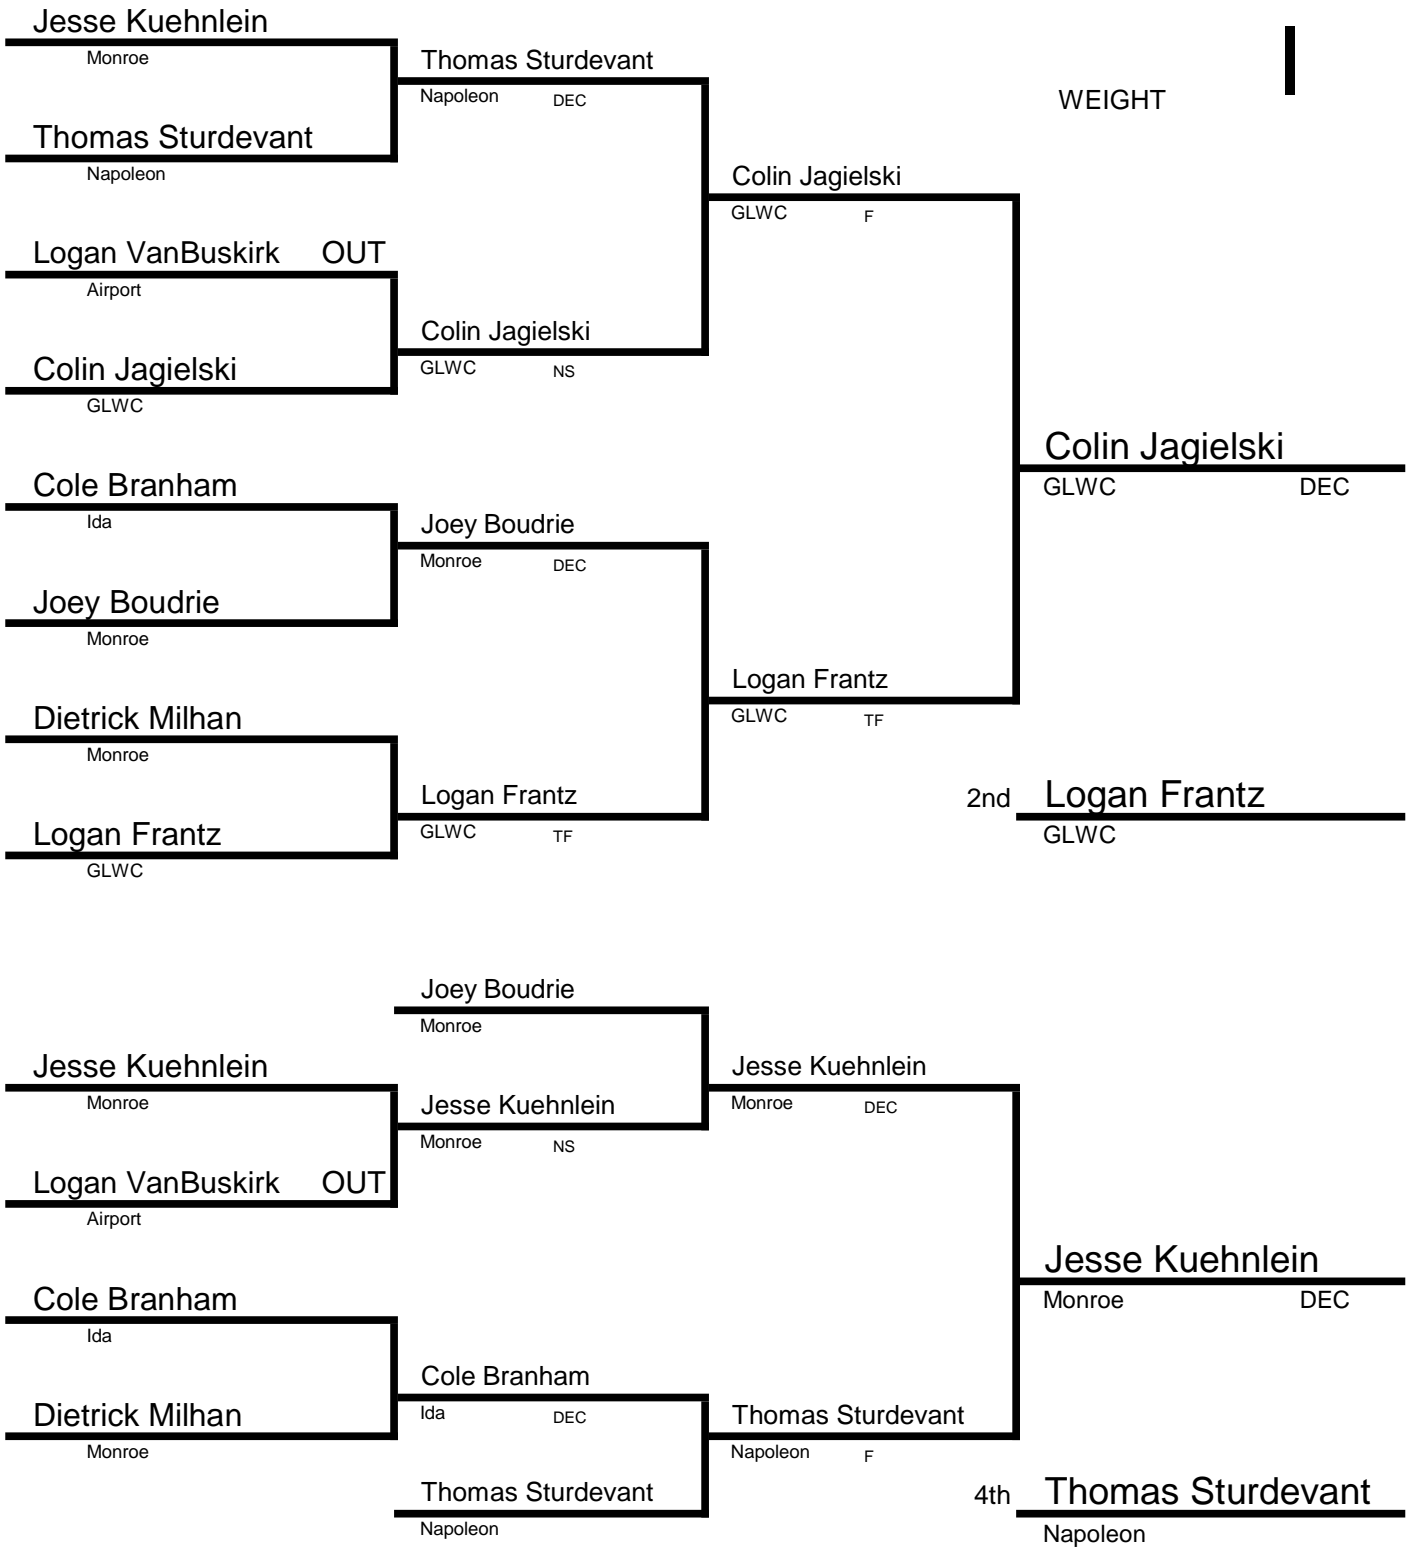 Jesse Kuehnlein
Monroe
Thomas Sturdevant
Napoleon DEC
WEIGHT
I
Thomas Sturdevant
Napoleon
Colin Jagielski
GLWC F
Logan VanBuskirk OUT
Airport
Colin Jagielski
GLWC NS
Colin Jagielski
GLWC
Colin Jagielski
GLWC DEC
Cole Branham
Ida
Joey Boudrie
Monroe DEC
Joey Boudrie
Monroe
Logan Frantz
GLWC TF
Dietrick Milhan
Monroe
Logan Frantz
GLWC TF
2nd Logan Frantz
GLWC
Logan Frantz
GLWC
Joey Boudrie
Monroe
Jesse Kuehnlein
Monroe
Jesse Kuehnlein
Monroe DEC
Jesse Kuehnlein
Monroe NS
Logan VanBuskirk OUT
Airport
Jesse Kuehnlein
Monroe DEC
Cole Branham
Ida
Cole Branham
Ida DEC
Dietrick Milhan
Monroe
Thomas Sturdevant
Napoleon F
Thomas Sturdevant
Napoleon
4th Thomas Sturdevant
Napoleon